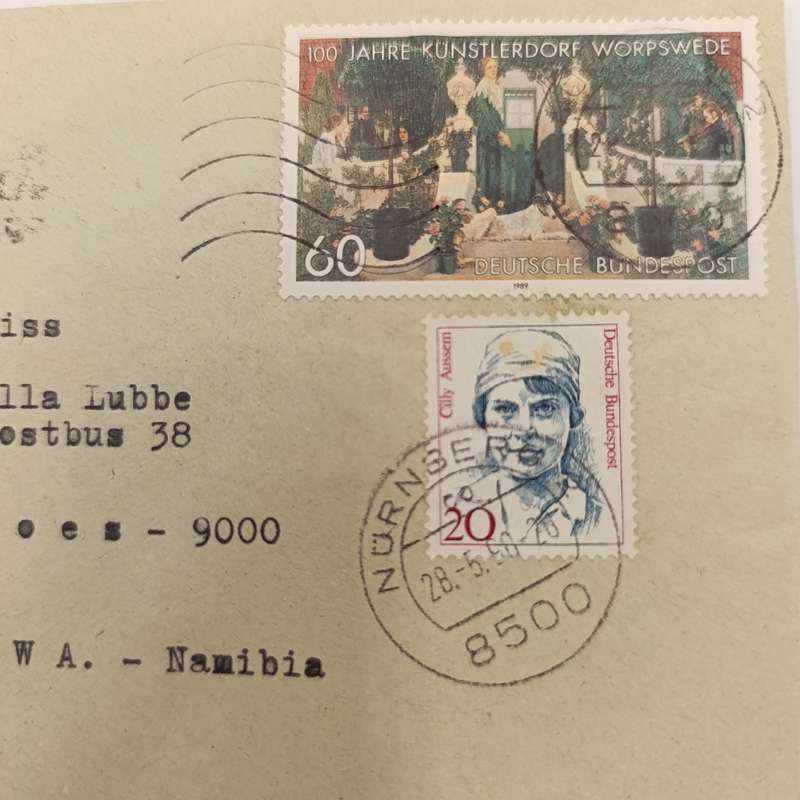 100 JAHRE KÜNSTLERDORF WORPSWEDE
60
DEUTSCHE BUNDESPOST
1989
Cilly Aussem
Deutsche Bundespost
20
NÜRNBERG
28.-5.90-20
8500
iss
lla Lubbe
ostbus 38
o e s - 9000
W A. - Namibia